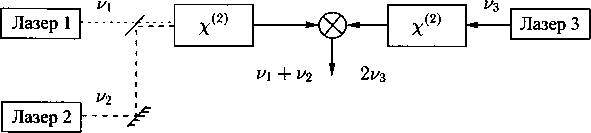 ν₁
Лазер 1
χ⁽²⁾
χ⁽²⁾
ν₃
Лазер 3
ν₁ + ν₂
2ν₃
ν₂
Лазер 2